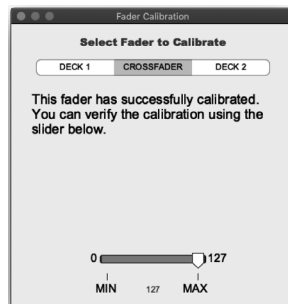 Fader Calibration
Select Fader to Calibrate
DECK 1 CROSSFADER DECK 2
This fader has successfully calibrated.
You can verify the calibration using the
slider below.
0 127
MIN 127 MAX